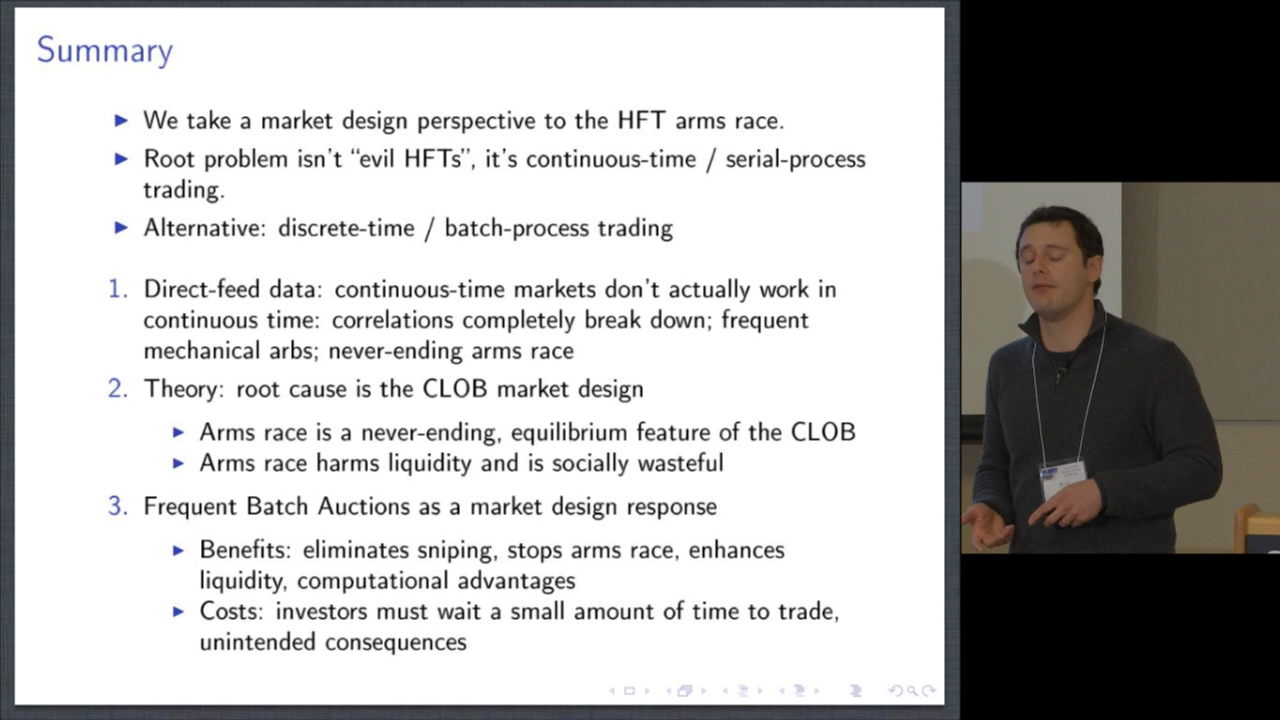 Summary
► We take a market design perspective to the HFT arms race.
► Root problem isn't “evil HFTs”, it's continuous-time / serial-process
trading.
► Alternative: discrete-time / batch-process trading
1. Direct-feed data: continuous-time markets don't actually work in
continuous time: correlations completely break down; frequent
mechanical arbs; never-ending arms race
2. Theory: root cause is the CLOB market design
► Arms race is a never-ending, equilibrium feature of the CLOB
► Arms race harms liquidity and is socially wasteful
3. Frequent Batch Auctions as a market design response
► Benefits: eliminates sniping, stops arms race, enhances
liquidity, computational advantages
► Costs: investors must wait a small amount of time to trade,
unintended consequences